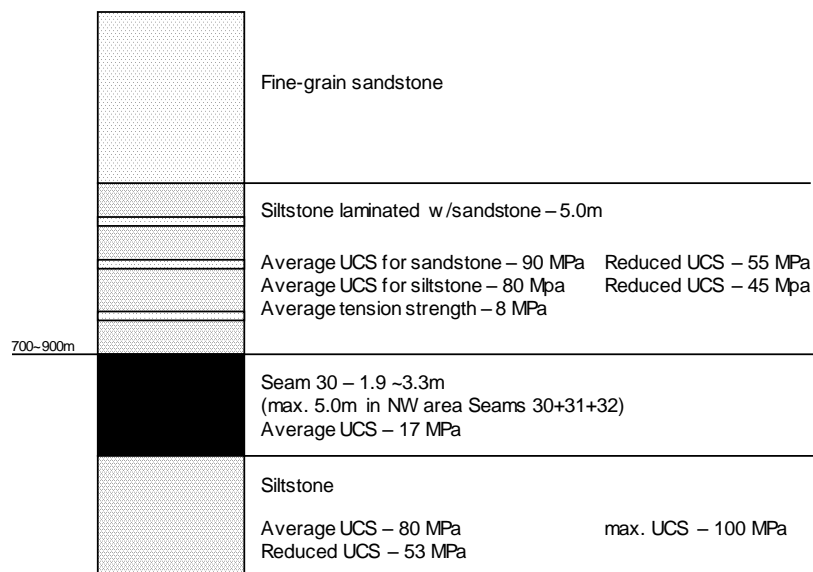 Fine-grain sandstone
Siltstone laminated w/sandstone – 5.0m
Average UCS for sandstone – 90 MPa Reduced UCS – 55 MPa
Average UCS for siltstone – 80 Mpa Reduced UCS – 45 Mpa
Average tension strength – 8 MPa
700~900m
Seam 30 – 1.9 ~3.3m
(max. 5.0m in NW area Seams 30+31+32)
Average UCS – 17 MPa
Siltstone
Average UCS – 80 MPa max. UCS – 100 MPa
Reduced UCS – 53 MPa